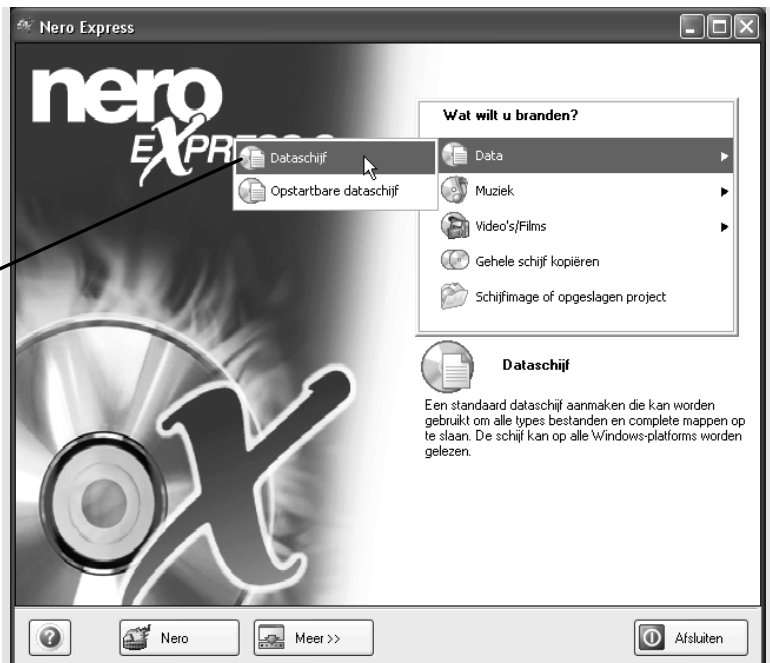 Nero Express
nero
EXPRESS
Wat wilt u branden?
Data
Dataschijf
Opstartbare dataschijf
Muziek
Video's/Films
Gehele schijf kopiëren
Schijfimage of opgeslagen project
Dataschijf
Een standaard dataschijf aanmaken die kan worden
gebruikt om alle types bestanden en complete mappen op
te slaan. De schijf kan op alle Windows-platforms worden
gelezen.
Nero
Meer >>
Afsluiten